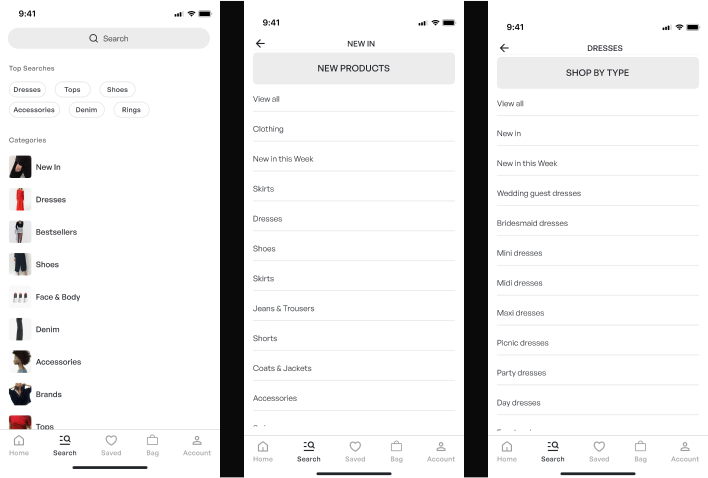 9:41
Search
Top Searches
Dresses Tops Shoes
Accessories Denim Rings
Categories
New In
Dresses
Bestsellers
Shoes
Face & Body
Denim
Accessories
Brands
Tops
Home Search Saved Bag Account
9:41
NEW IN
NEW PRODUCTS
View all
Clothing
New in this Week
Skirts
Dresses
Shoes
Skirts
Jeans & Trousers
Shorts
Coats & Jackets
Accessories
Home Search Saved Bag Account
9:41
DRESSES
SHOP BY TYPE
View all
New in
New in this Week
Wedding guest dresses
Bridesmaid dresses
Mini dresses
Midi dresses
Maxi dresses
Picnic dresses
Party dresses
Day dresses
Home Search Saved Bag Account